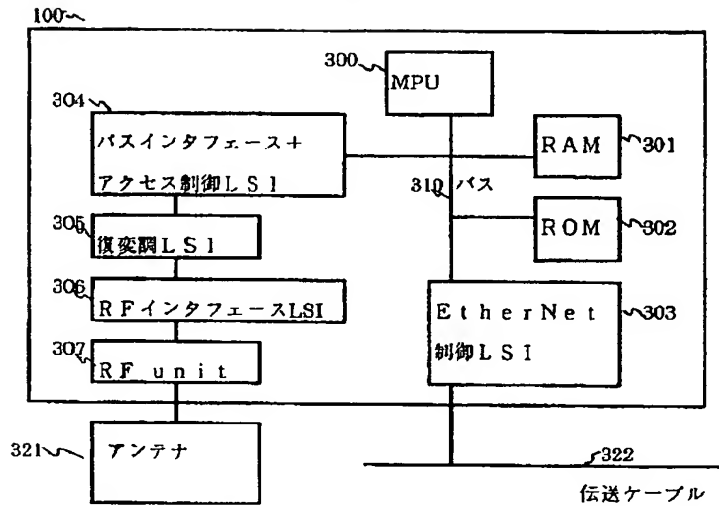 100
300
MPU
304
バスインタフェース+
アクセス制御LSI
RAM
301
310 バス
305
復変調LSI
ROM
302
306
RFインタフェースLSI
EtherNet
制御LSI
303
307
RF unit
321
アンテナ
322
伝送ケーブル